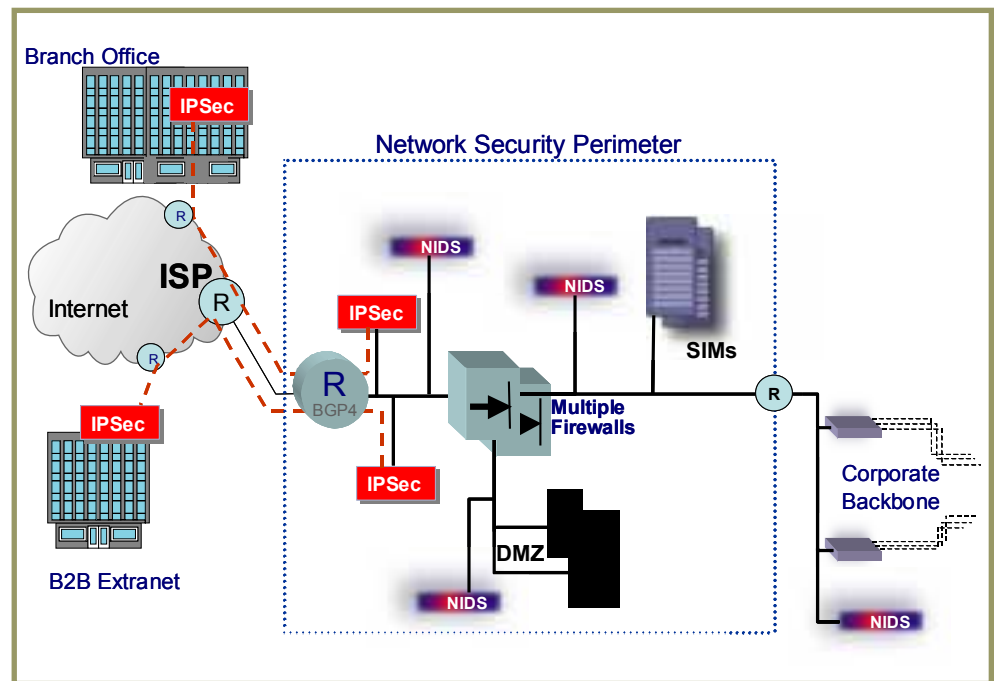 Branch Office
IPSec
Network Security Perimeter
R
NIDS
ISP
NIDS
Internet
R
IPSec
SIMs
R
R
BGP4
R
Multiple
Firewalls
IPSec
IPSec
Corporate
Backbone
DMZ
B2B Extranet
NIDS
NIDS